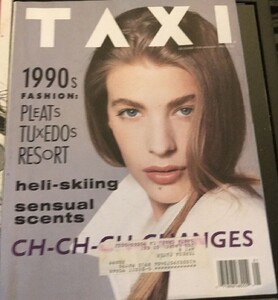 TAXI
1990s
FASHION:
PLEATS
TUXEDOS
RESORT
heli-skiing
sensual
scents
CH-CH-CH-CHANGES